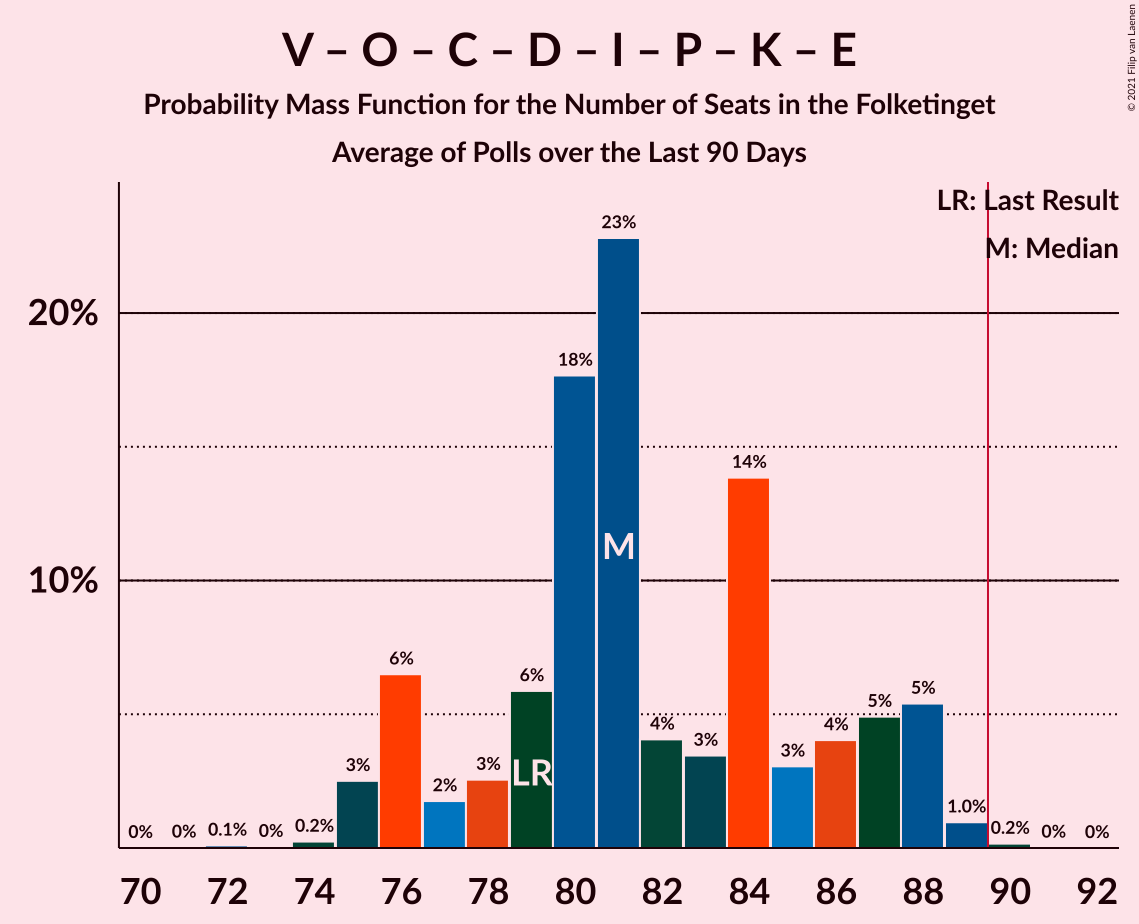 V – O – C – D – I – P – K – E
Probability Mass Function for the Number of Seats in the Folketinget
Average of Polls over the Last 90 Days
© 2021 Filip van Laenen
LR: Last Result
M: Median
20%
10%
0%
0%
0.1%
0%
0.2%
3%
6%
2%
3%
6%
18%
23%
4%
3%
14%
3%
4%
5%
5%
1.0%
0.2%
0%
0%
LR
M
70 72 74 76 78 80 82 84 86 88 90 92